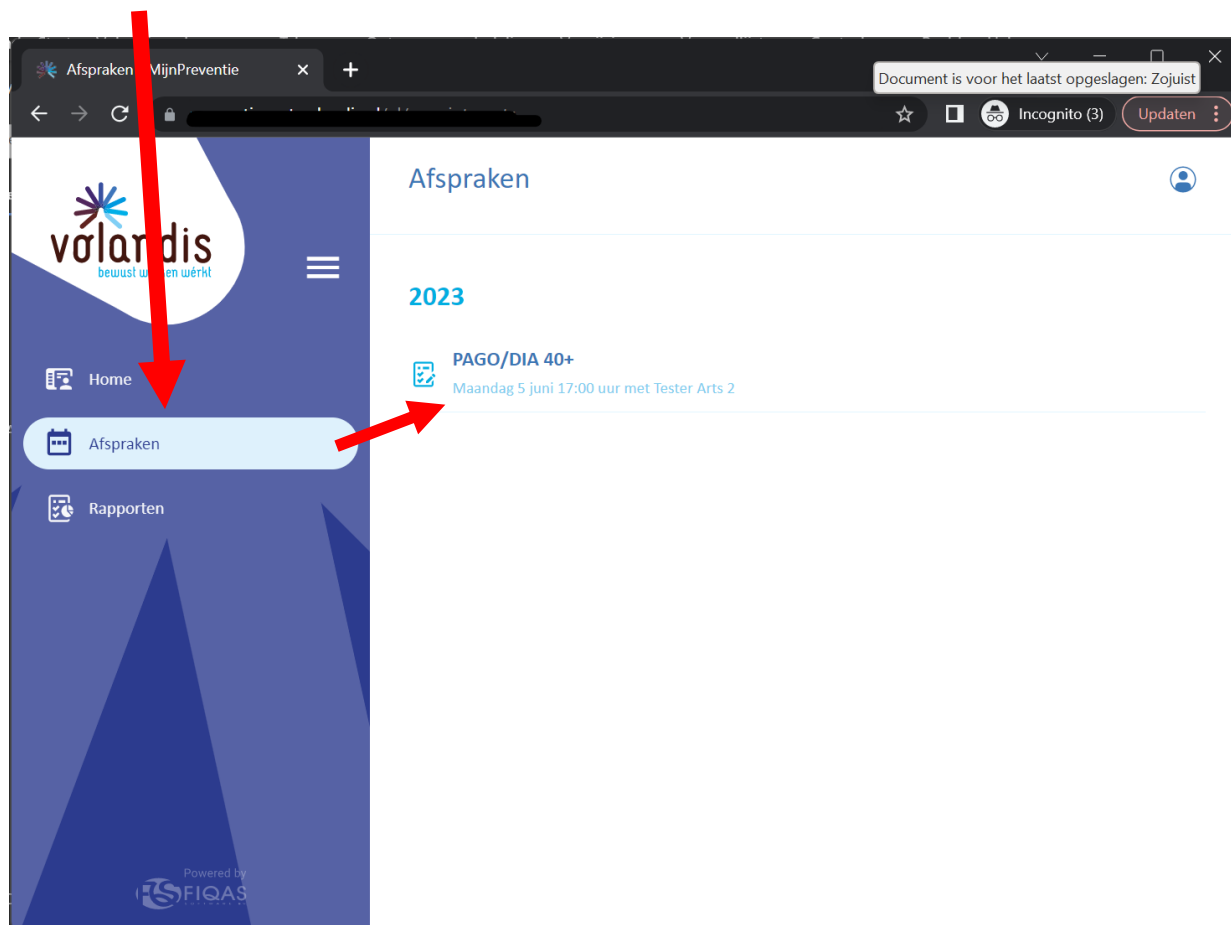 Afspraken MijnPreventie
Document is voor het laatst opgeslagen: Zojuist
Incognito (3)
Updaten
volandis
bewust werken wérkt
Afspraken
2023
PAGO/DIA 40+
Maandag 5 juni 17:00 uur met Tester Arts 2
Home
Afspraken
Rapporten
Powered by
FIQAS